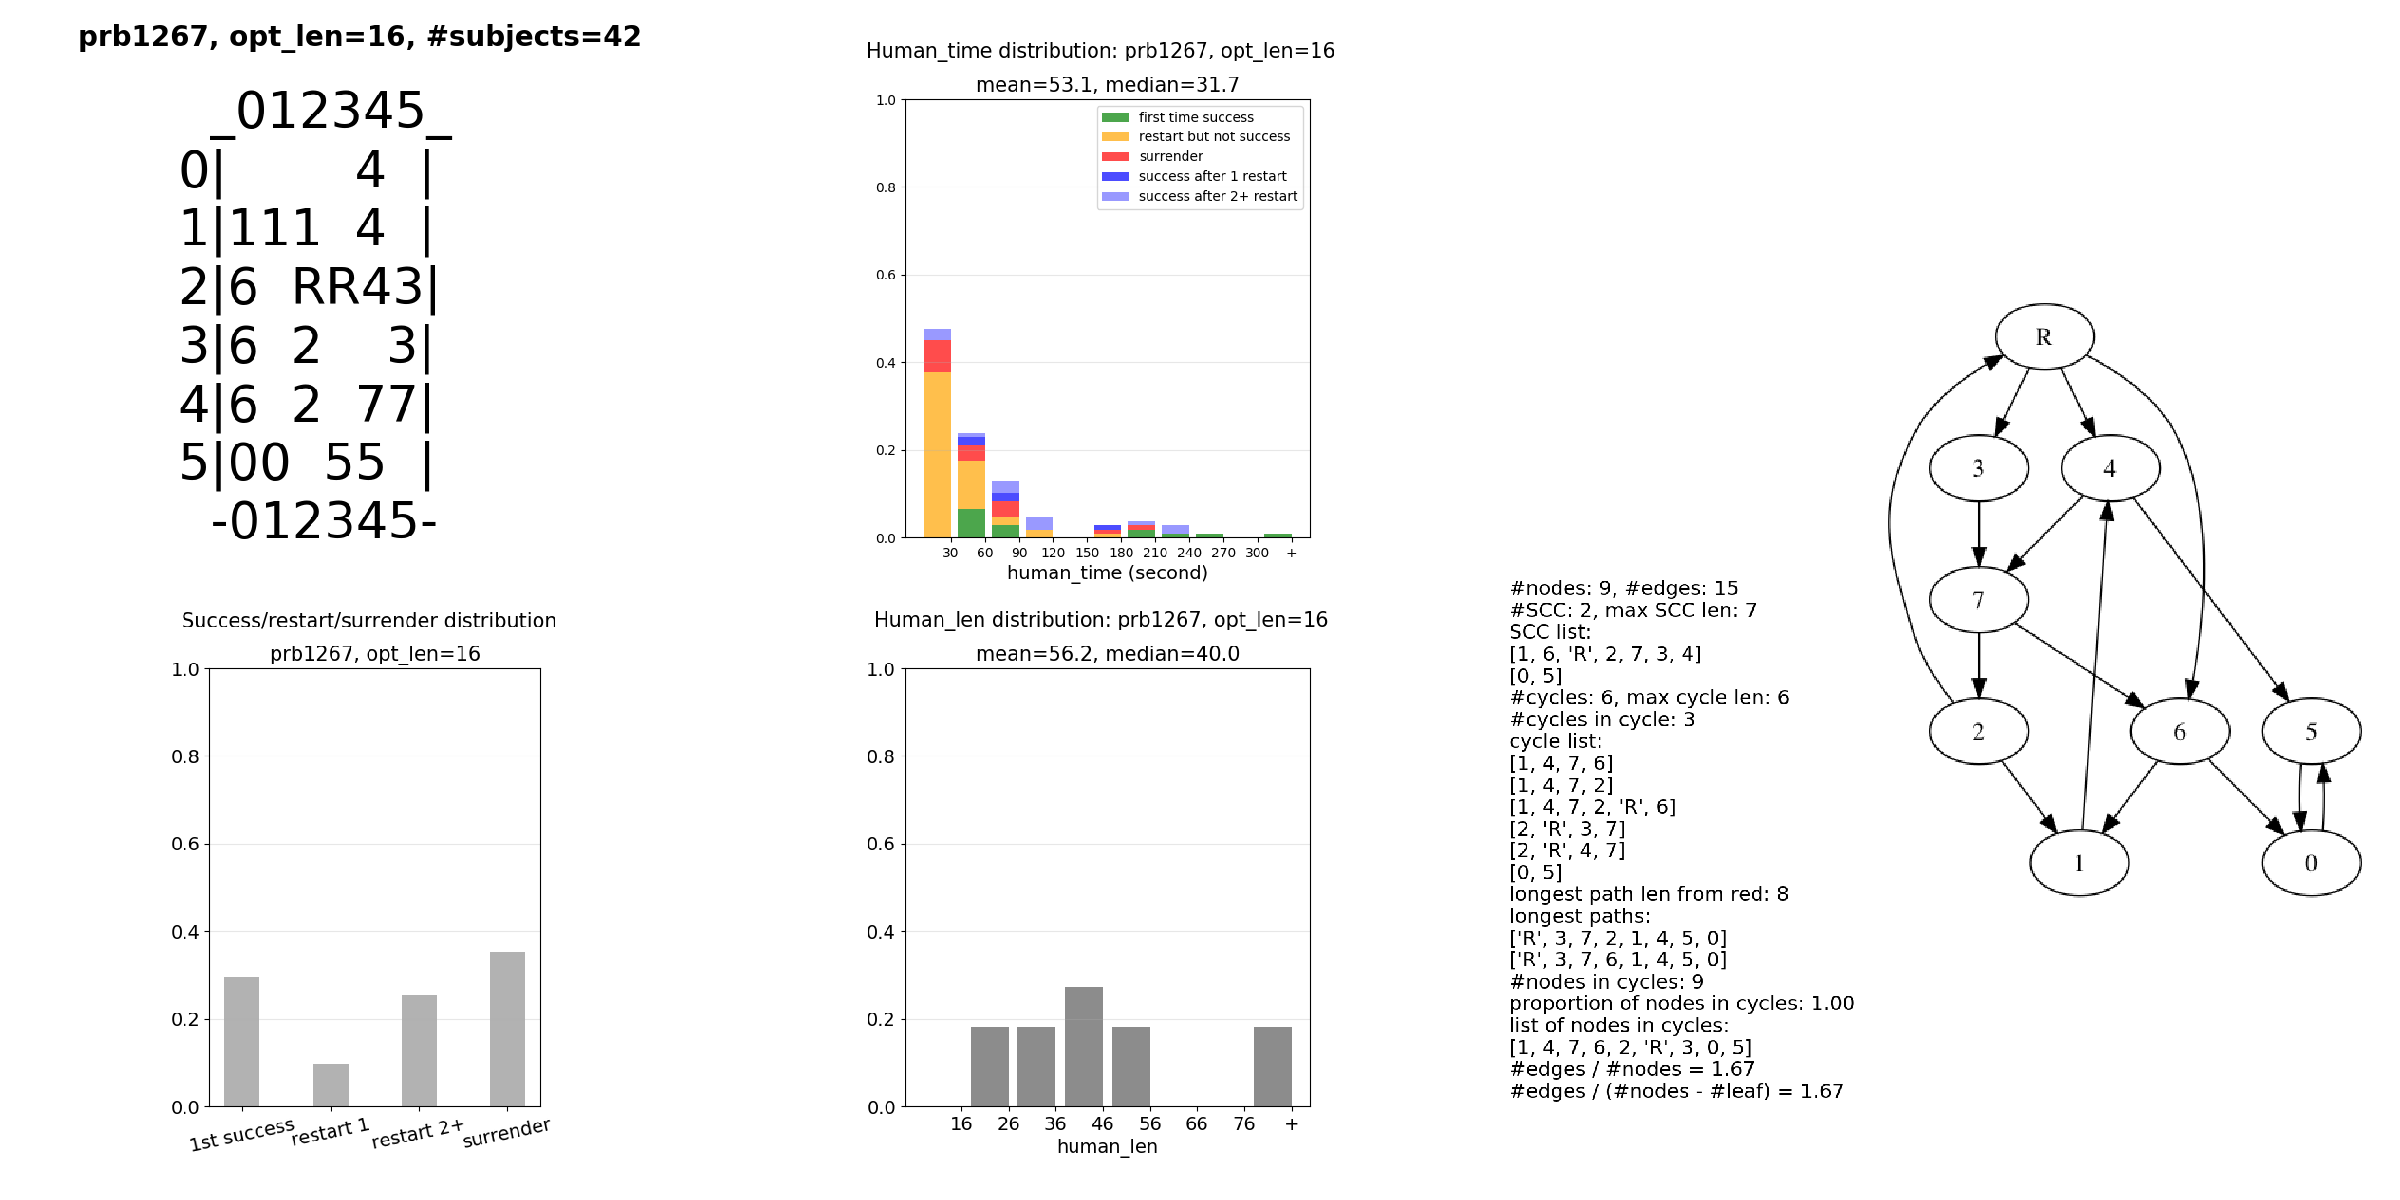 prb1267, opt_len=16, #subjects=42
_012345_
0|    4 |
1|111 4 |
2|6 RR43|
3|6 2  3|
4|6 2 77|
5|00 55 |
-012345-
Human_time distribution: prb1267, opt_len=16
mean=53.1, median=31.7
1.0
0.8
0.6
0.4
0.2
0.0
first time success
restart but not success
surrender
success after 1 restart
success after 2+ restart
30 60 90 120 150 180 210 240 270 300 +
human_time (second)
Success/restart/surrender distribution
prb1267, opt_len=16
1.0
0.8
0.6
0.4
0.2
0.0
1st success restart 1 restart 2+ surrender
Human_len distribution: prb1267, opt_len=16
mean=56.2, median=40.0
1.0
0.8
0.6
0.4
0.2
0.0
16 26 36 46 56 66 76 +
human_len
#nodes: 9, #edges: 15
#SCC: 2, max SCC len: 7
SCC list:
[1, 6, 'R', 2, 7, 3, 4]
[0, 5]
#cycles: 6, max cycle len: 6
#cycles in cycle: 3
cycle list:
[1, 4, 7, 6]
[1, 4, 7, 2]
[1, 4, 7, 2, 'R', 6]
[2, 'R', 3, 7]
[2, 'R', 4, 7]
[0, 5]
longest path len from red: 8
longest paths:
['R', 3, 7, 2, 1, 4, 5, 0]
['R', 3, 7, 6, 1, 4, 5, 0]
#nodes in cycles: 9
proportion of nodes in cycles: 1.00
list of nodes in cycles:
[1, 4, 7, 6, 2, 'R', 3, 0, 5]
#edges / #nodes = 1.67
#edges / (#nodes - #leaf) = 1.67
R
3 4
7
2 6 5
1 0